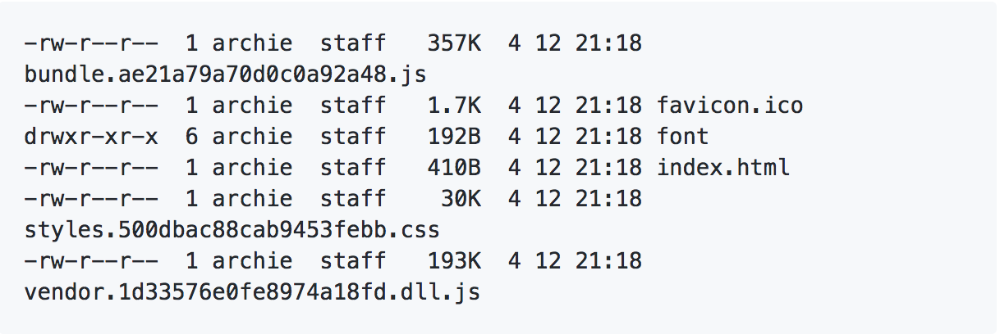 -rw-r--r--  1 archie  staff   357K  4 12 21:18
bundle.ae21a79a70d0c0a92a48.js
-rw-r--r--  1 archie  staff   1.7K  4 12 21:18 favicon.ico
drwxr-xr-x  6 archie  staff   192B  4 12 21:18 font
-rw-r--r--  1 archie  staff   410B  4 12 21:18 index.html
-rw-r--r--  1 archie  staff    30K  4 12 21:18
styles.500dbac88cab9453febb.css
-rw-r--r--  1 archie  staff   193K  4 12 21:18
vendor.1d33576e0fe8974a18fd.dll.js